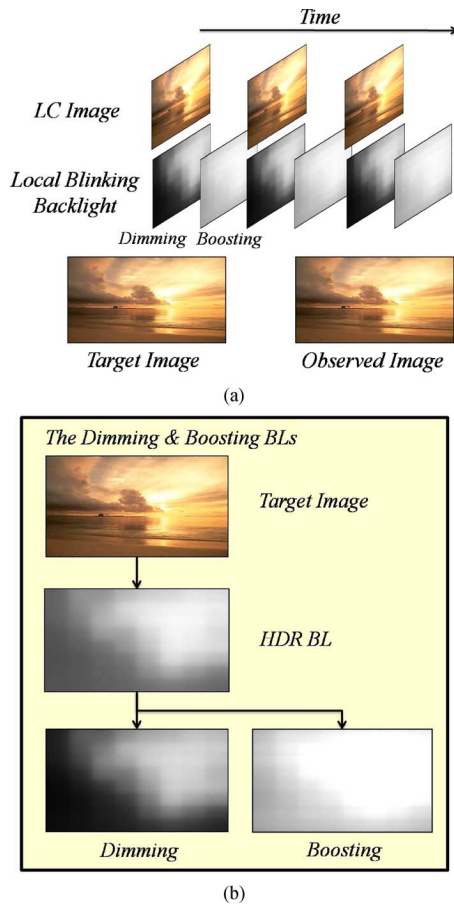 Time
LC Image
Local Blinking
Backlight
Dimming Boosting
Target Image
Observed Image
(a)
The Dimming & Boosting BLs
Target Image
HDR BL
Dimming
Boosting
(b)